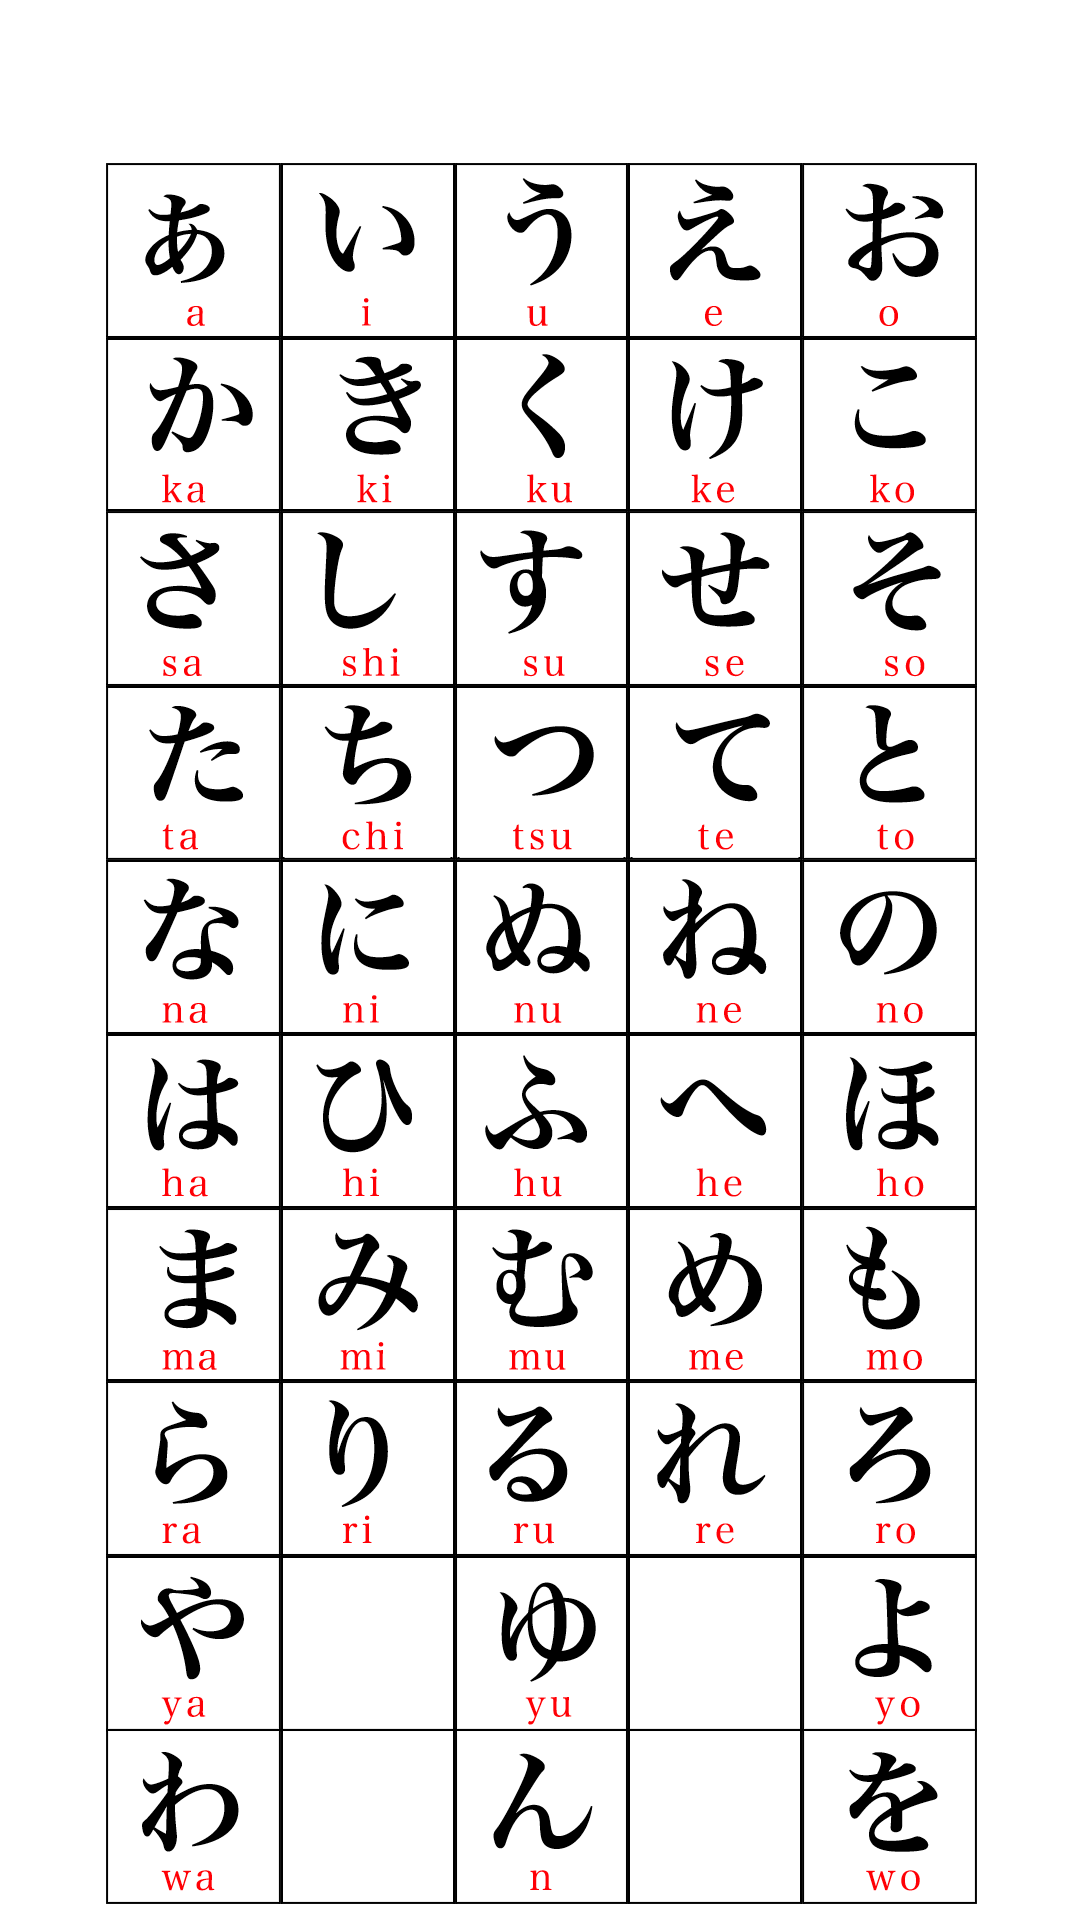 ぁ い う え お
a i u e o
か き く け こ
ka ki ku ke ko
さ し す せ そ
sa shi su se so
た ち つ て と
ta chi tsu te to
な に ぬ ね の
na ni nu ne no
は ひ ふ へ ほ
ha hi hu he ho
ま み む め も
ma mi mu me mo
ら り る れ ろ
ra ri ru re ro
や ゆ よ
ya yu yo
わ ん を
wa n wo